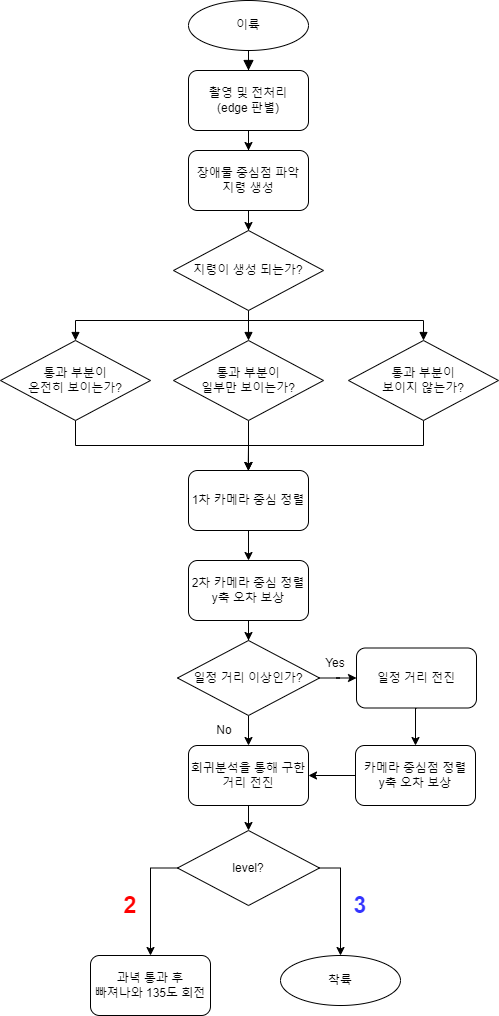 이륙
촬영 및 전처리
(edge 판별)
장애물 중심점 파악
지령 생성
지령이 생성 되는가?
통과 부분이
온전히 보이는가?
통과 부분이
일부만 보이는가?
통과 부분이
보이지 않는가?
1차 카메라 중심 정렬
2차 카메라 중심 정렬
y축 오차 보상
일정 거리 이상인가?
Yes
일정 거리 전진
No
회귀분석을 통해 구한
거리 전진
카메라 중심점 정렬
y축 오차 보상
level?
2
3
과녁 통과 후
빠져나와 135도 회전
착륙